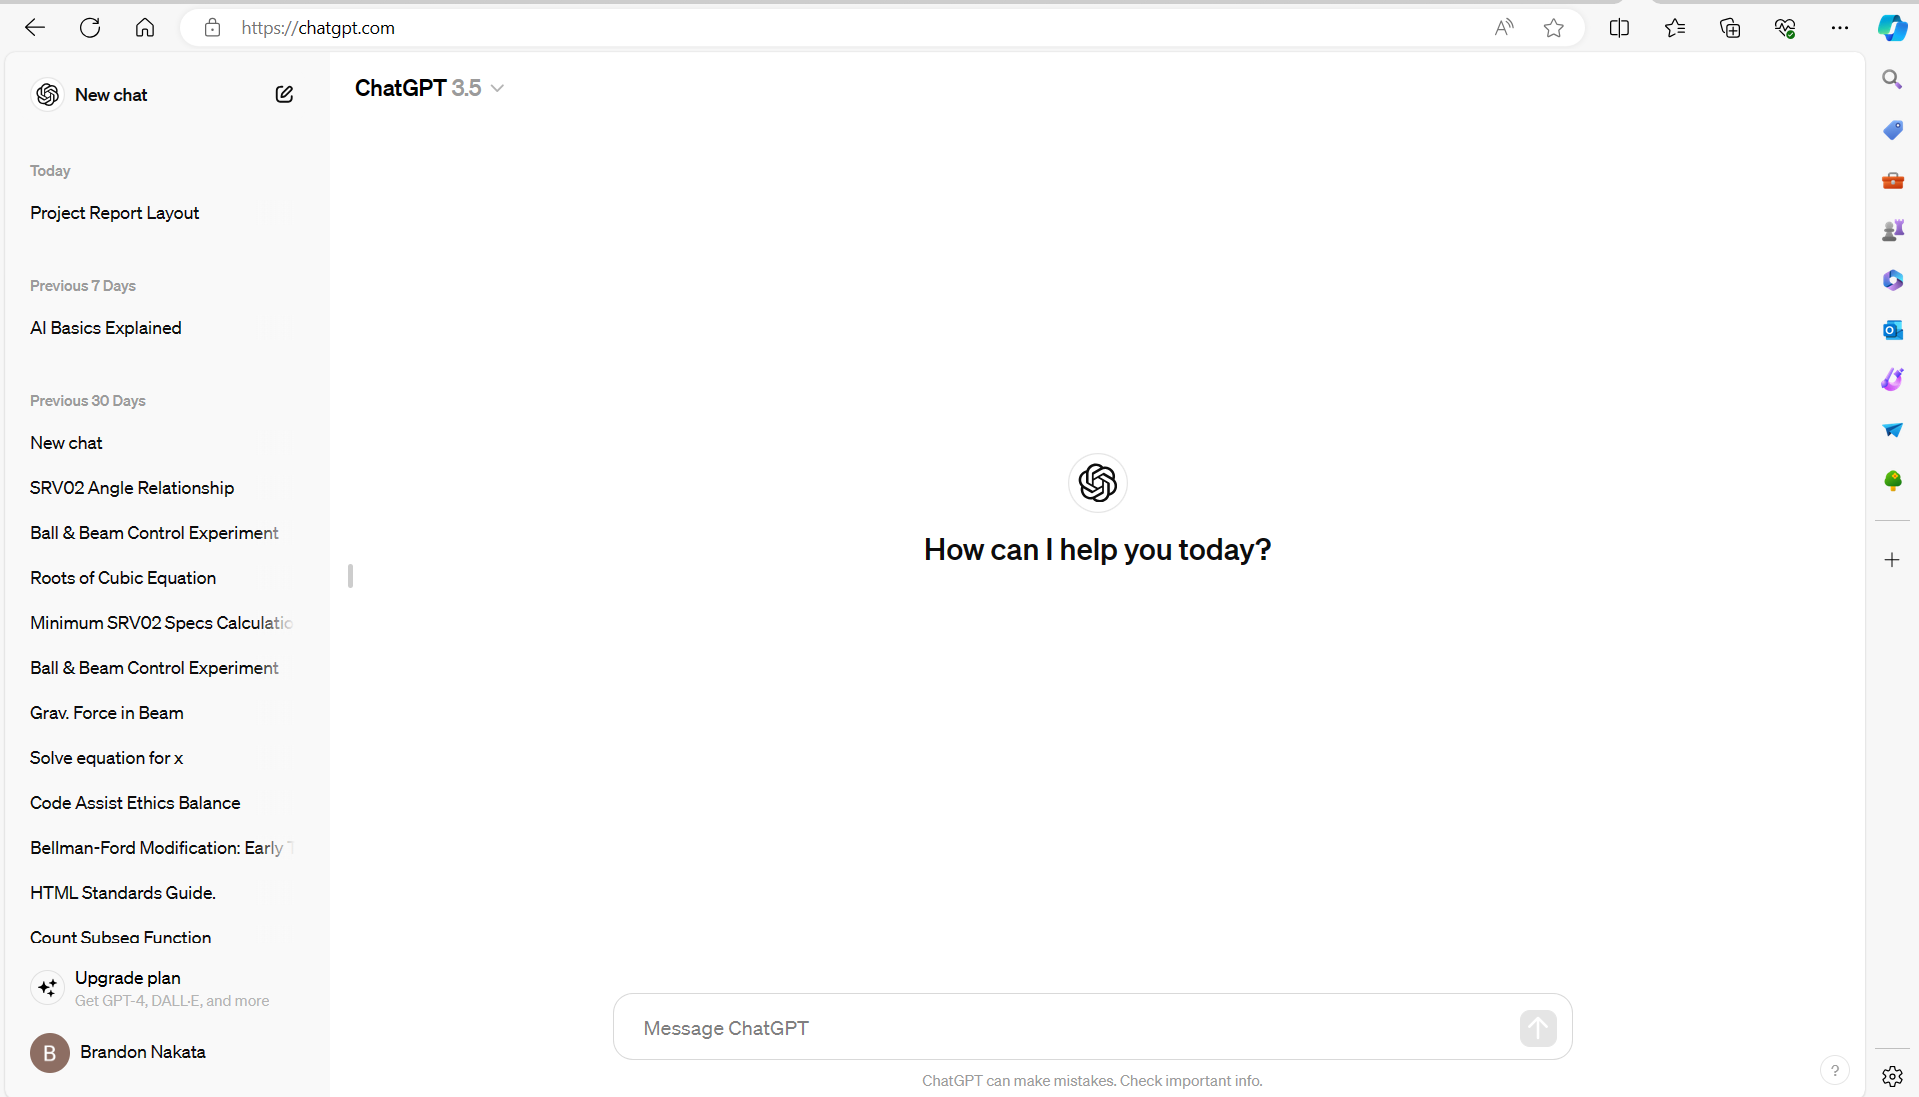 https://chatgpt.com
New chat
Today
Project Report Layout
Previous 7 Days
AI Basics Explained
Previous 30 Days
New chat
SRV02 Angle Relationship
Ball & Beam Control Experiment
Roots of Cubic Equation
Minimum SRV02 Specs Calculatio
Ball & Beam Control Experiment
Grav. Force in Beam
Solve equation for x
Code Assist Ethics Balance
Bellman-Ford Modification: Early T
HTML Standards Guide.
Count Subseq Function
Upgrade plan
Get GPT-4, DALL·E, and more
B
Brandon Nakata
ChatGPT 3.5
How can I help you today?
Message ChatGPT
ChatGPT can make mistakes. Check important info.
?